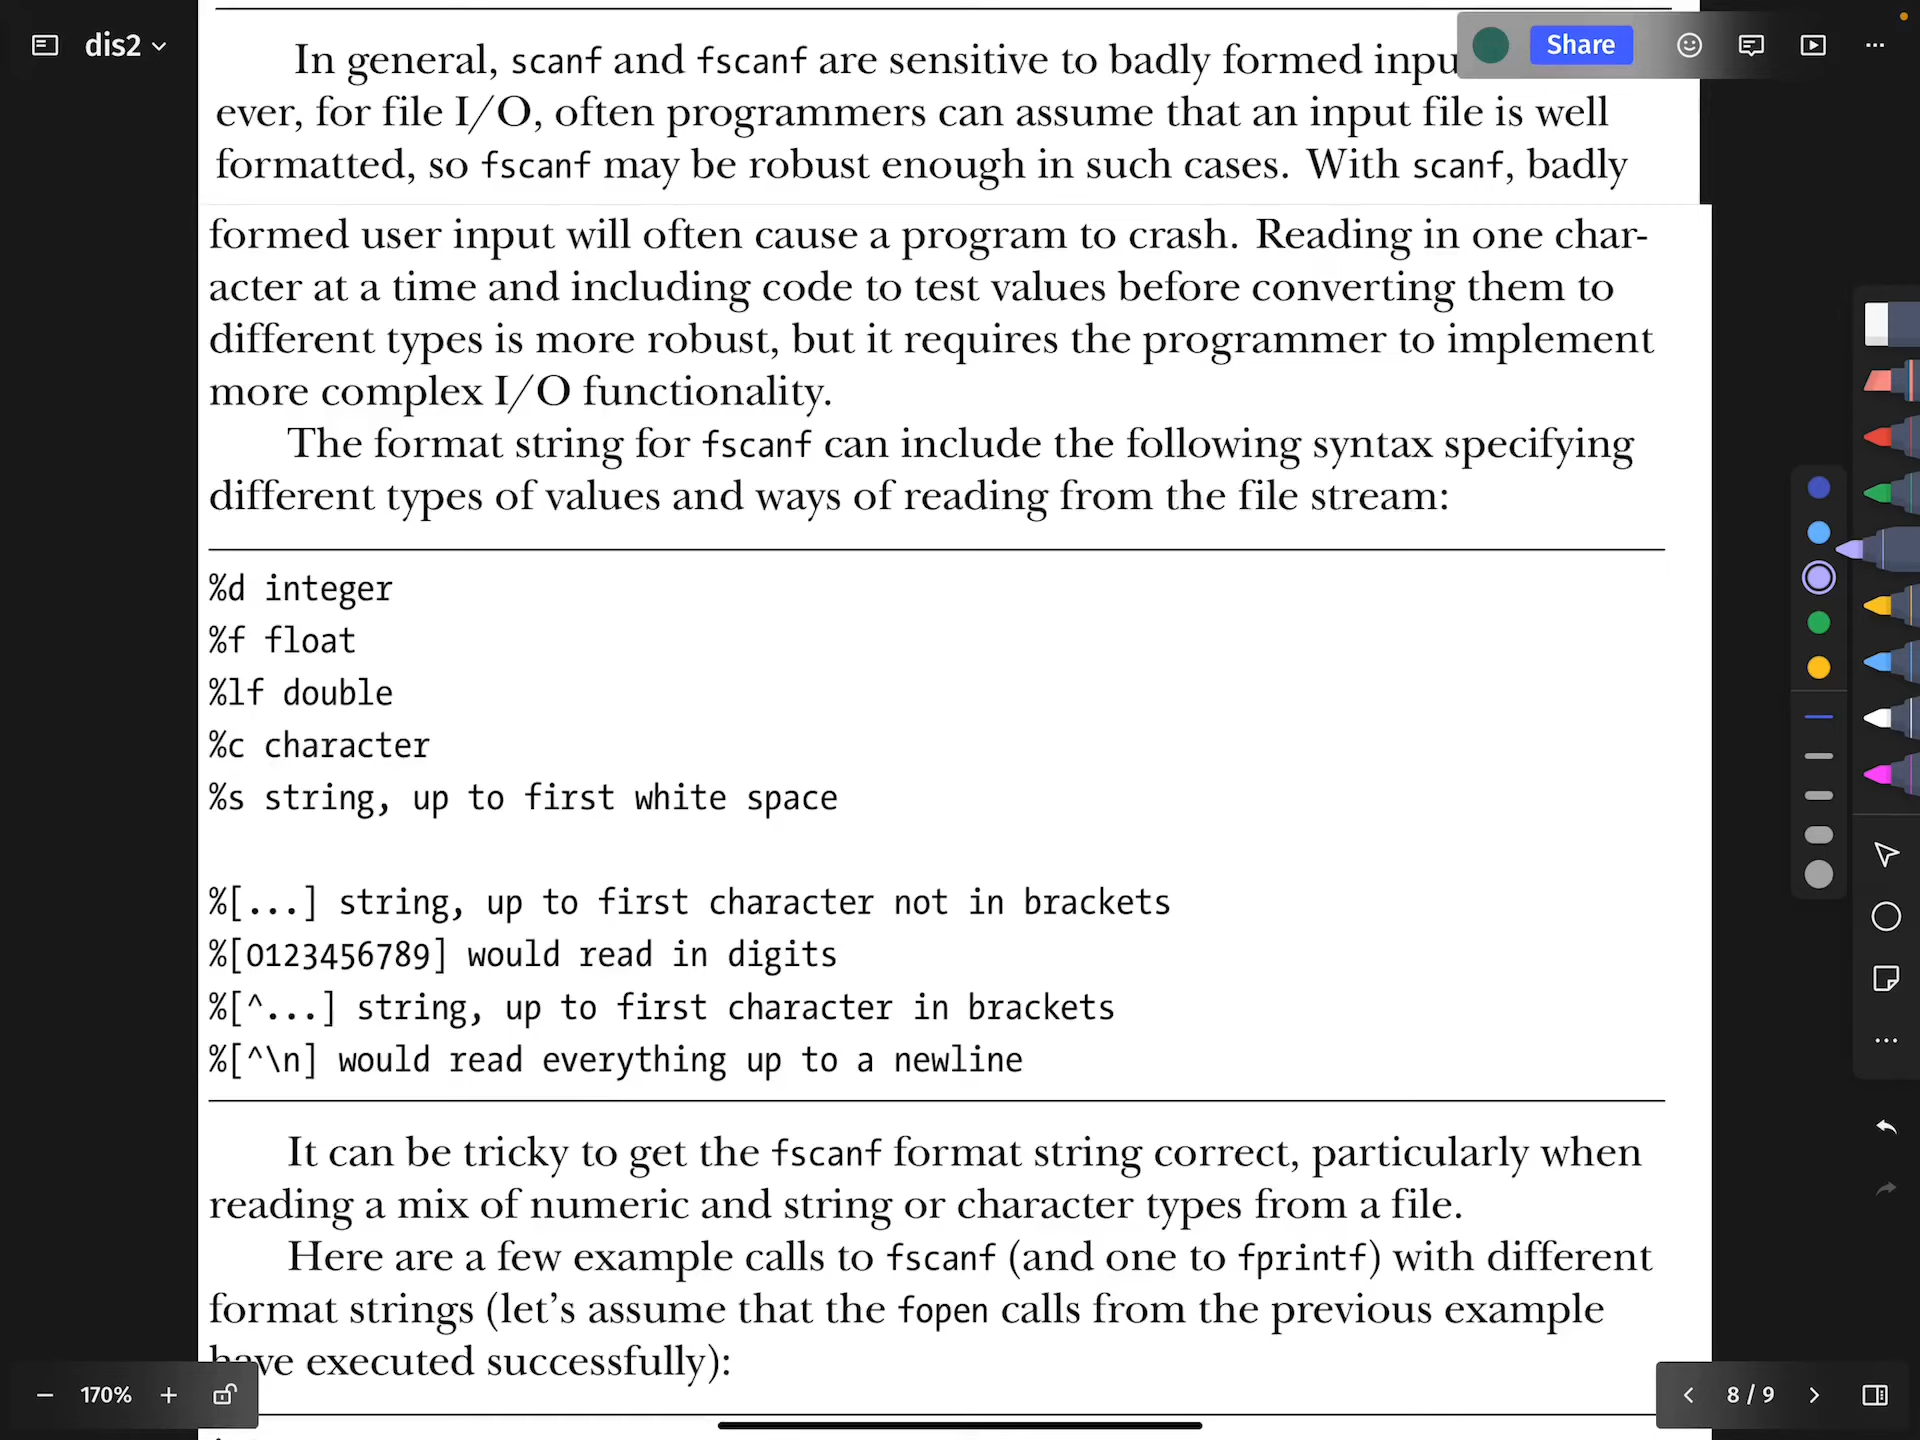 dis2
Share
In general, scanf and fscanf are sensitive to badly formed inpu
ever, for file I/O, often programmers can assume that an input file is well
formatted, so fscanf may be robust enough in such cases. With scanf, badly
formed user input will often cause a program to crash. Reading in one char-
acter at a time and including code to test values before converting them to
different types is more robust, but it requires the programmer to implement
more complex I/O functionality.
The format string for fscanf can include the following syntax specifying
different types of values and ways of reading from the file stream:
%d integer
%f float
%lf double
%c character
%s string, up to first white space
%[...] string, up to first character not in brackets
%[0123456789] would read in digits
%[^...] string, up to first character in brackets
%[^\n] would read everything up to a newline
It can be tricky to get the fscanf format string correct, particularly when
reading a mix of numeric and string or character types from a file.
Here are a few example calls to fscanf (and one to fprintf) with different
format strings (let's assume that the fopen calls from the previous example
have executed successfully):
170%
8 / 9